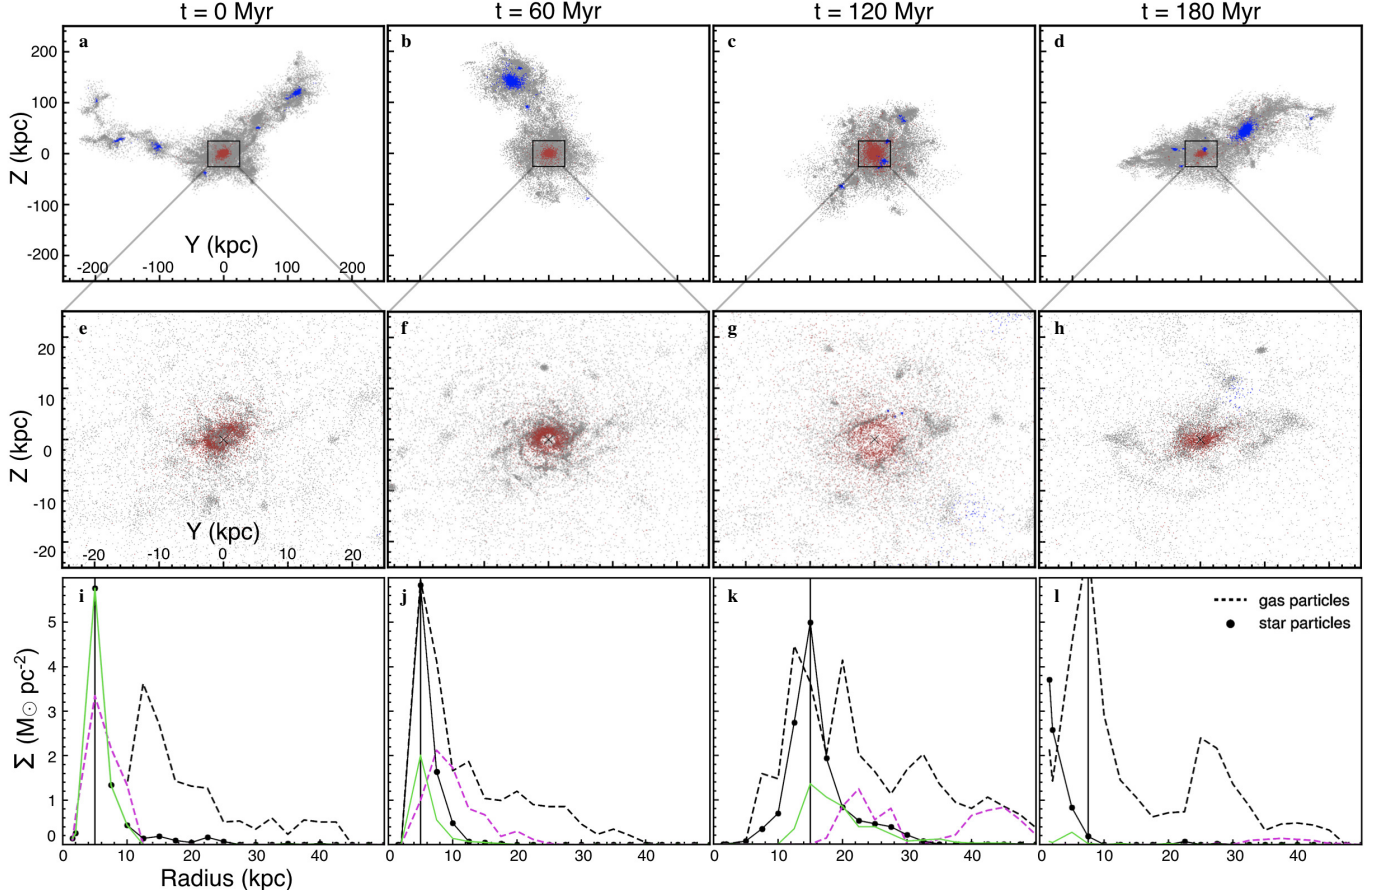 t = 0 Myr
t = 60 Myr
t = 120 Myr
t = 180 Myr
a
b
c
d
200
100
0
-100
-200
Z (kpc)
Y (kpc)
-200 -100 0 100 200
e
f
g
h
20
10
0
-10
-20
Z (kpc)
Y (kpc)
-20 -10 0 10 20
i
j
k
l
gas particles
star particles
5
4
3
2
1
0
Σ (M☉ pc⁻²)
0 10 20 30 40
0 10 20 30 40
0 10 20 30 40
0 10 20 30 40
Radius (kpc)